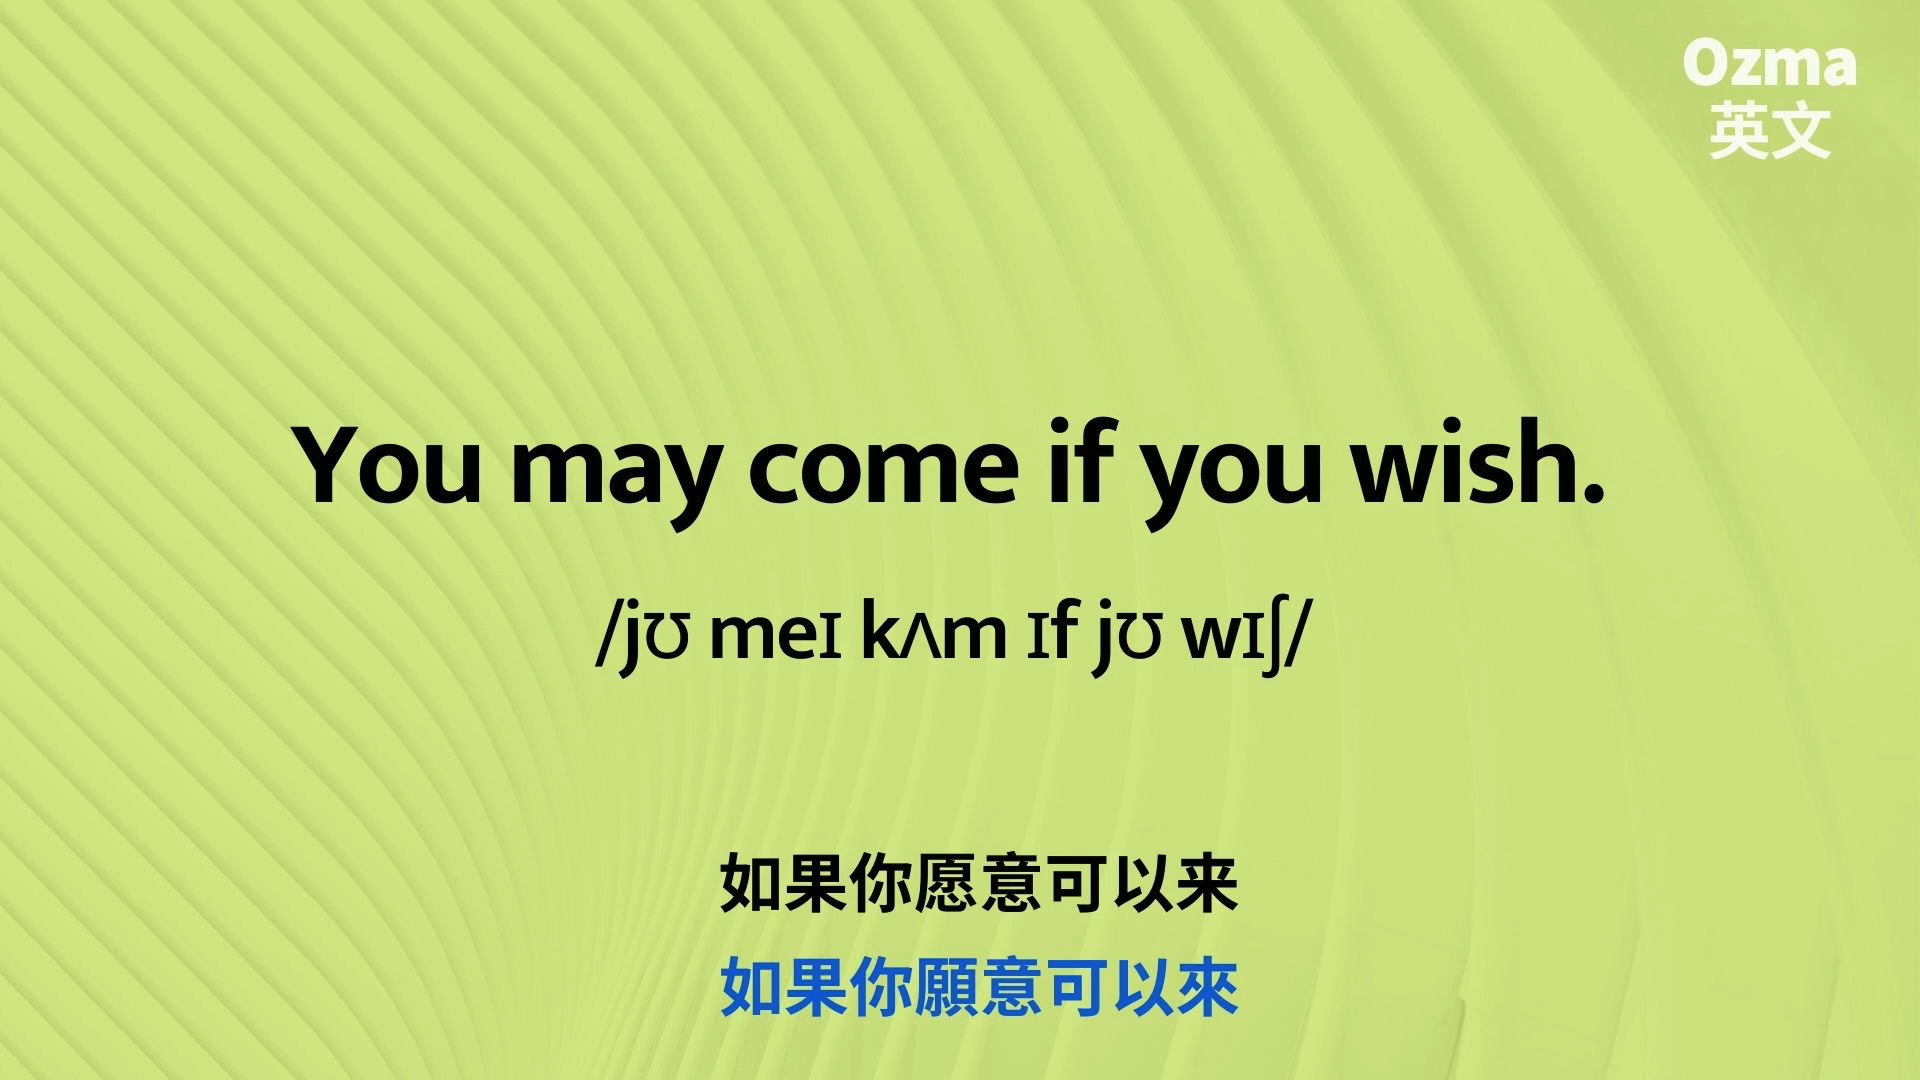 Ozma
英文
You may come if you wish.
/jʊ meɪ kʌm ɪf jʊ wɪʃ/
如果你愿意可以来
如果你願意可以來